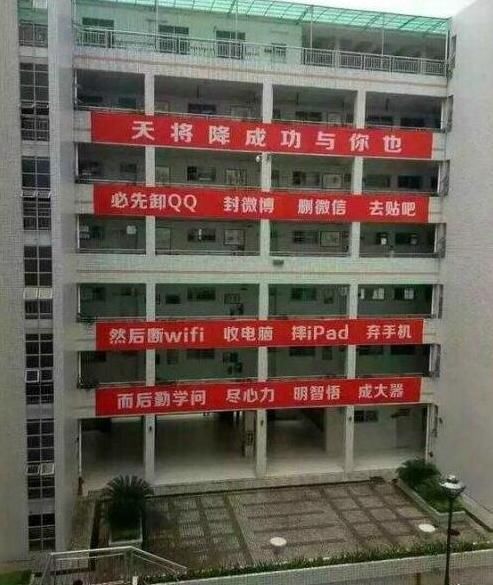 天将降成功与你也
必先卸QQ 封微博 删微信 去贴吧
然后断wifi 收电脑 摔iPad 弃手机
而后勤学问 尽心力 明智悟 成大器